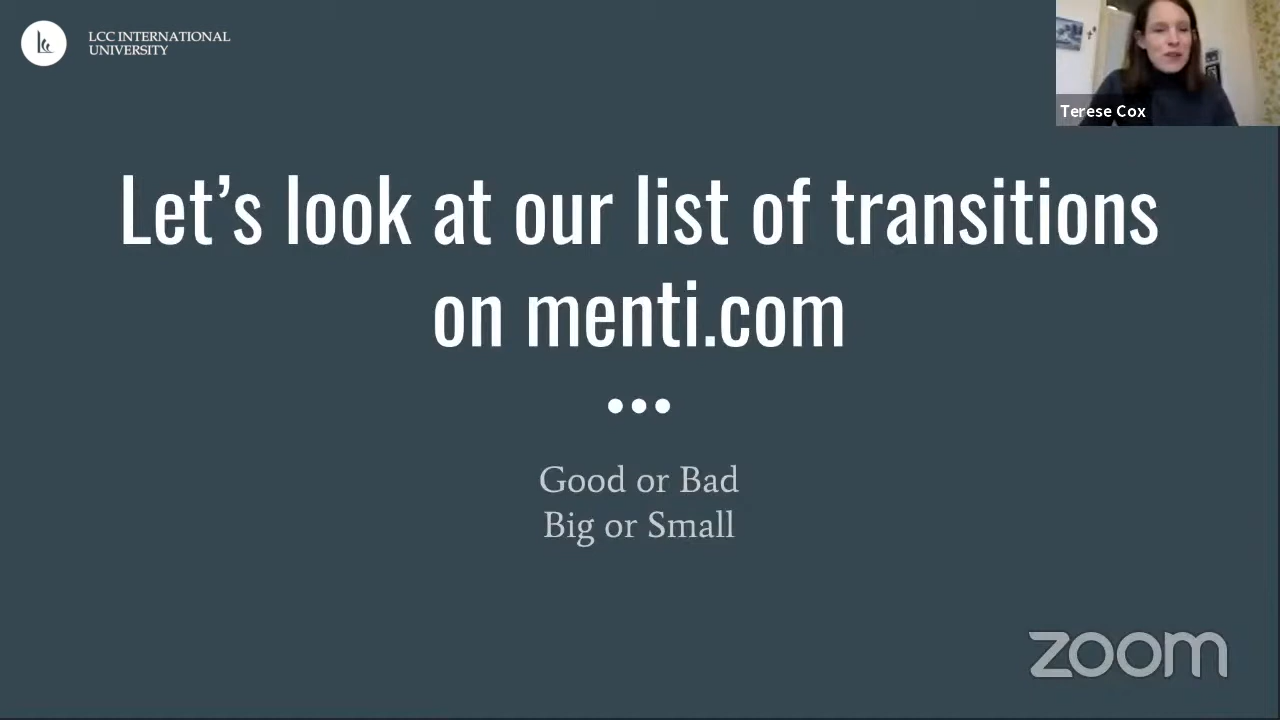 LCC INTERNATIONAL
UNIVERSITY
Terese Cox
Let’s look at our list of transitions
on menti.com
Good or Bad
Big or Small
zoom